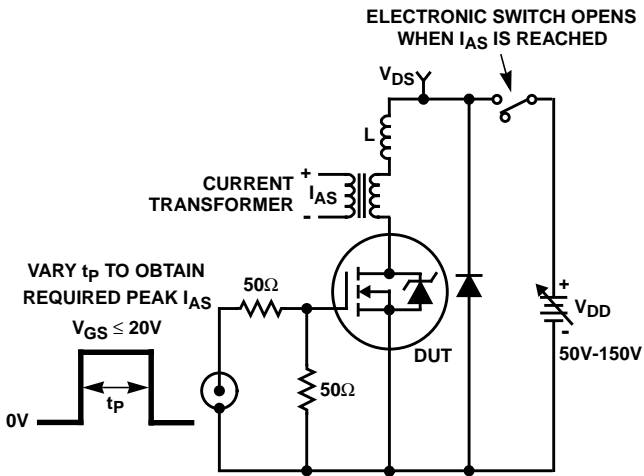 ELECTRONIC SWITCH OPENS
WHEN IAS IS REACHED
VDS
L
+
CURRENT
TRANSFORMER
IAS
-
VARY tP TO OBTAIN
REQUIRED PEAK IAS
50Ω
VGS ≤ 20V
+
VDD
-
DUT
50V-150V
50Ω
tP
0V